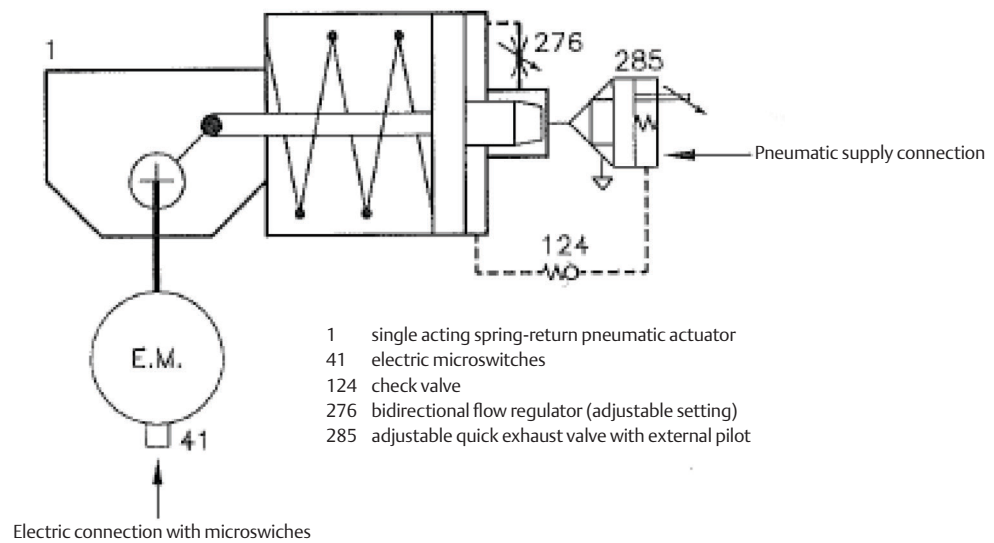 1
276
285
Pneumatic supply connection
124
E.M.
41
1 single acting spring-return pneumatic actuator
41 electric microswitches
124 check valve
276 bidirectional flow regulator (adjustable setting)
285 adjustable quick exhaust valve with external pilot
Electric connection with microswiches